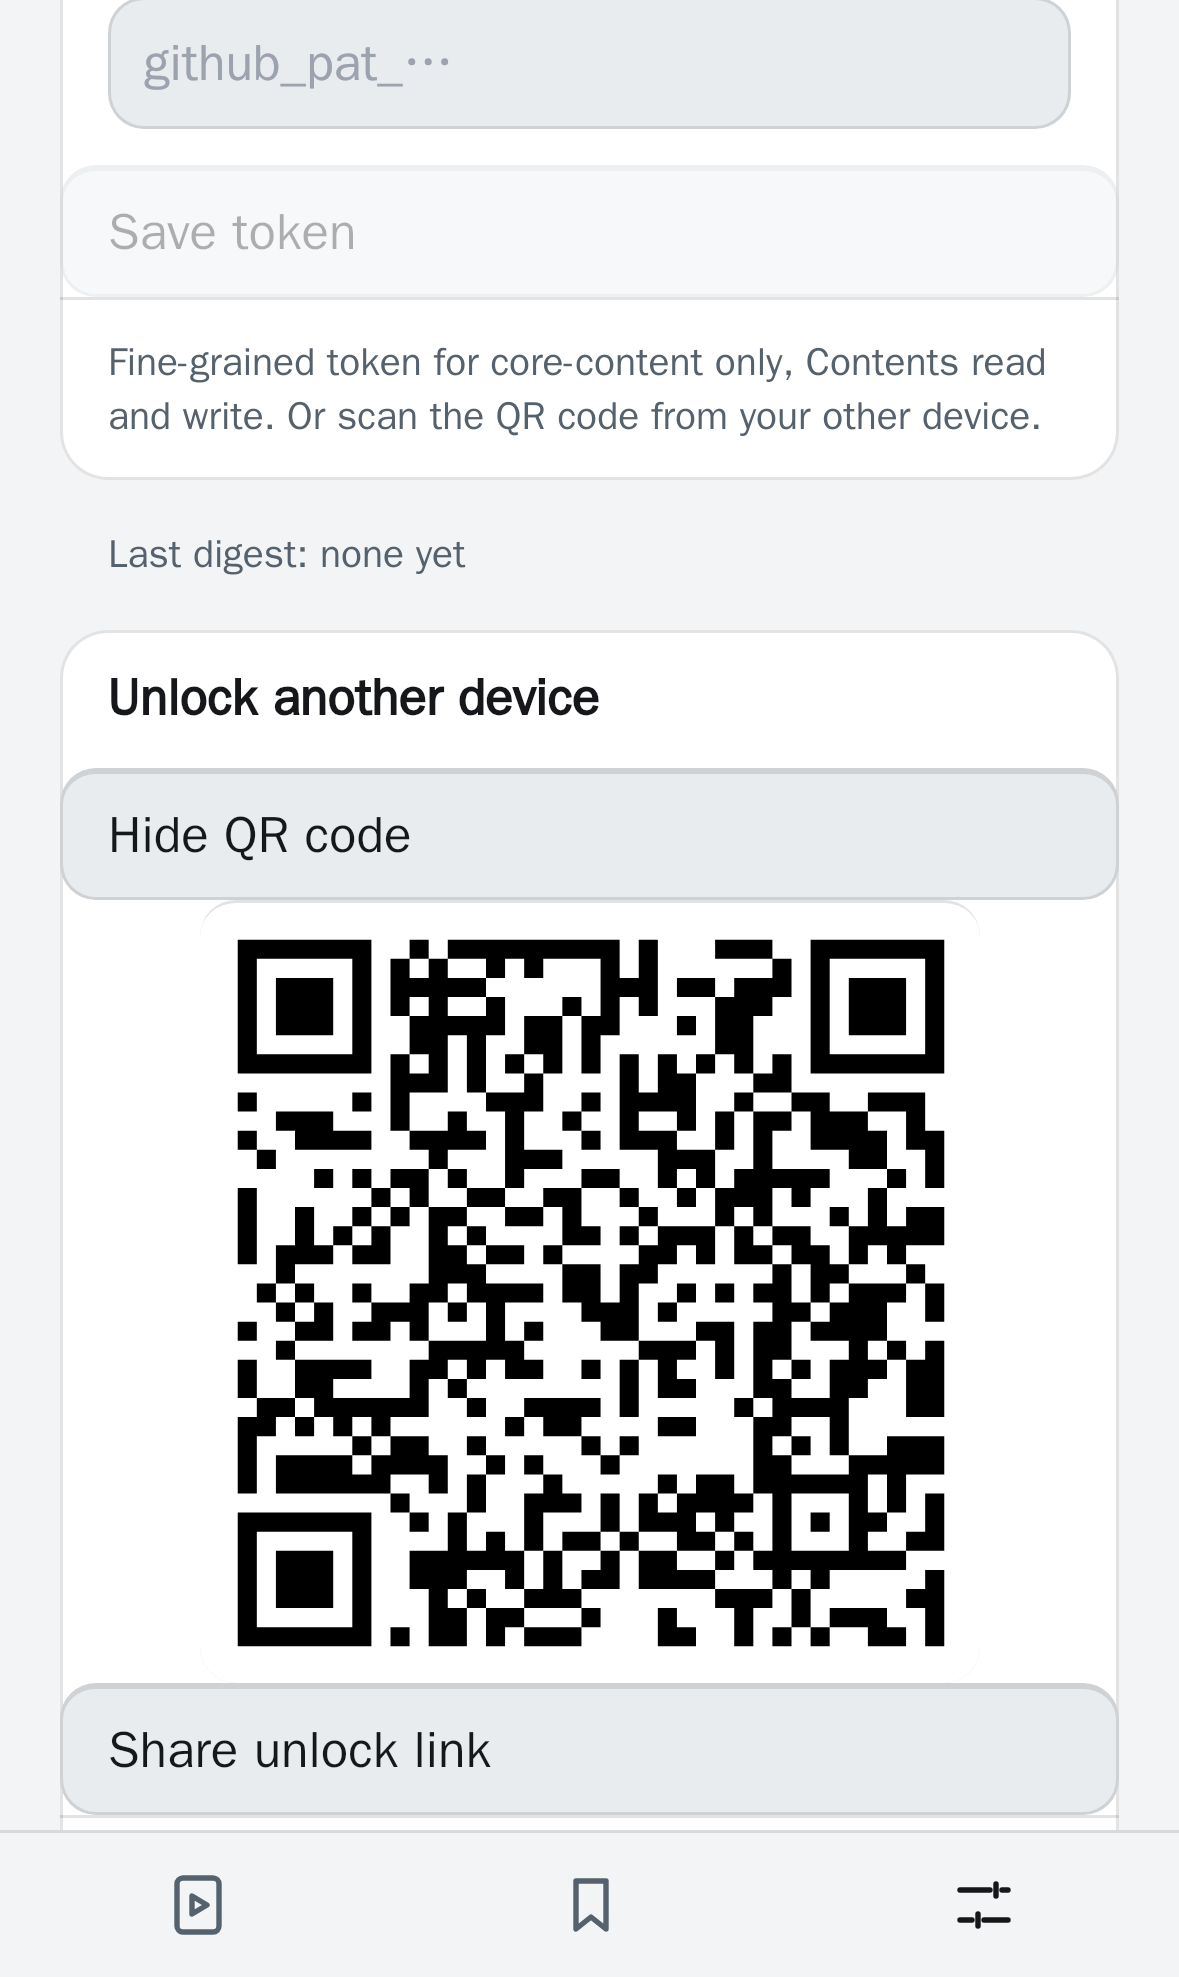 github_pat_…
Save token
Fine-grained token for core-content only, Contents read
and write. Or scan the QR code from your other device.
Last digest: none yet
Unlock another device
Hide QR code
Share unlock link